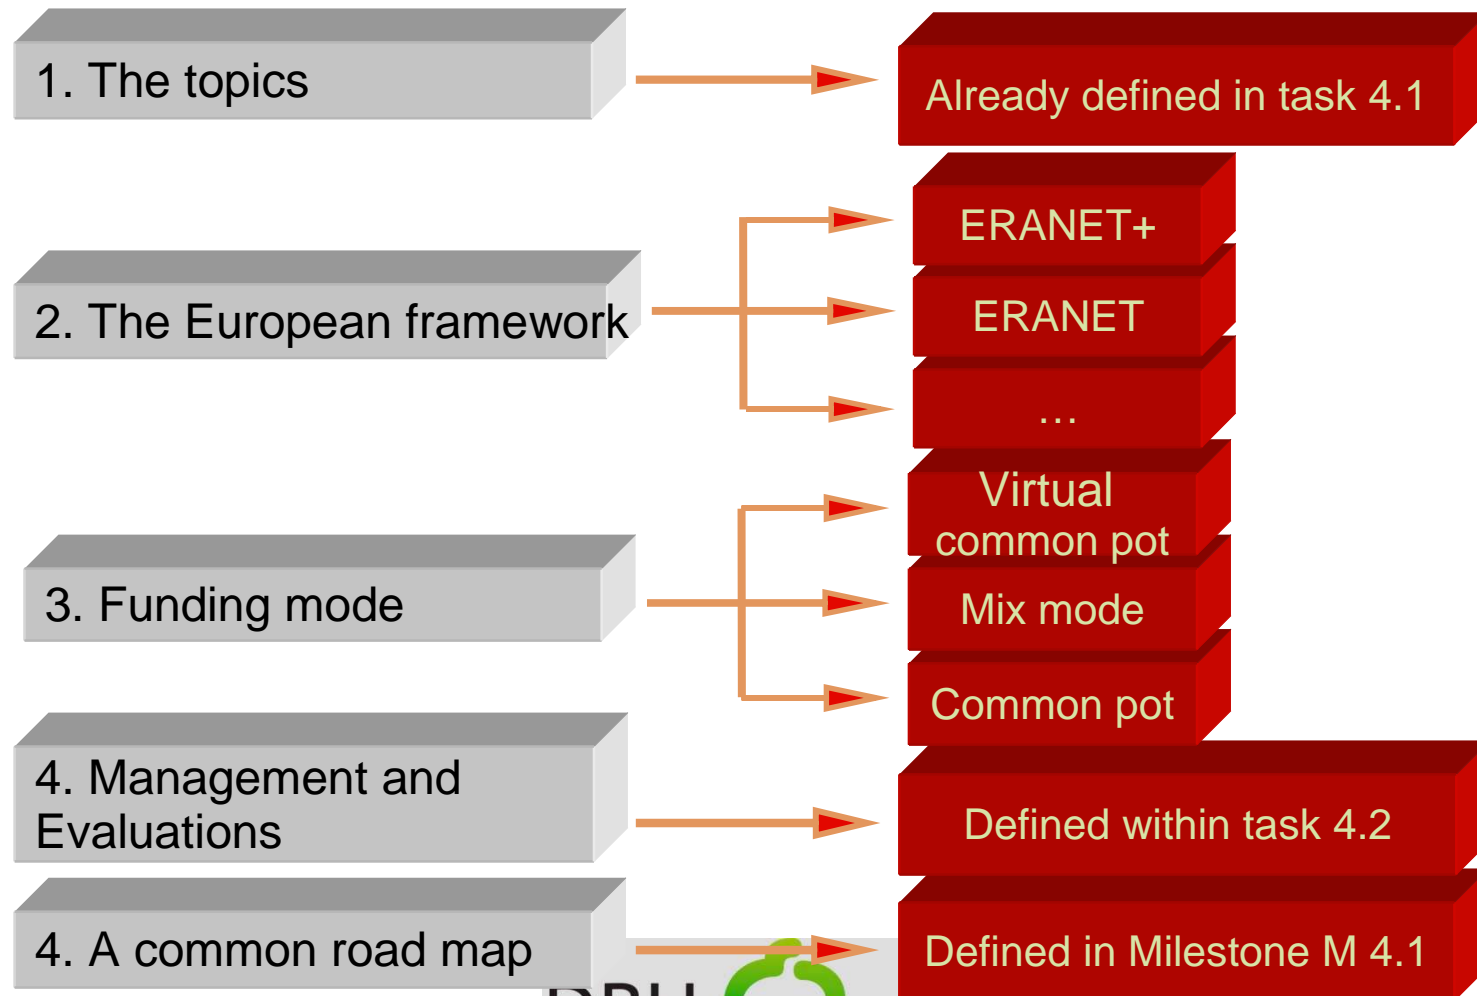 1. The topics
Already defined in task 4.1
2. The European framework
ERANET+
ERANET
…
3. Funding mode
Virtual
common pot
Mix mode
Common pot
4. Management and
Evaluations
Defined within task 4.2
4. A common road map
Defined in Milestone M 4.1